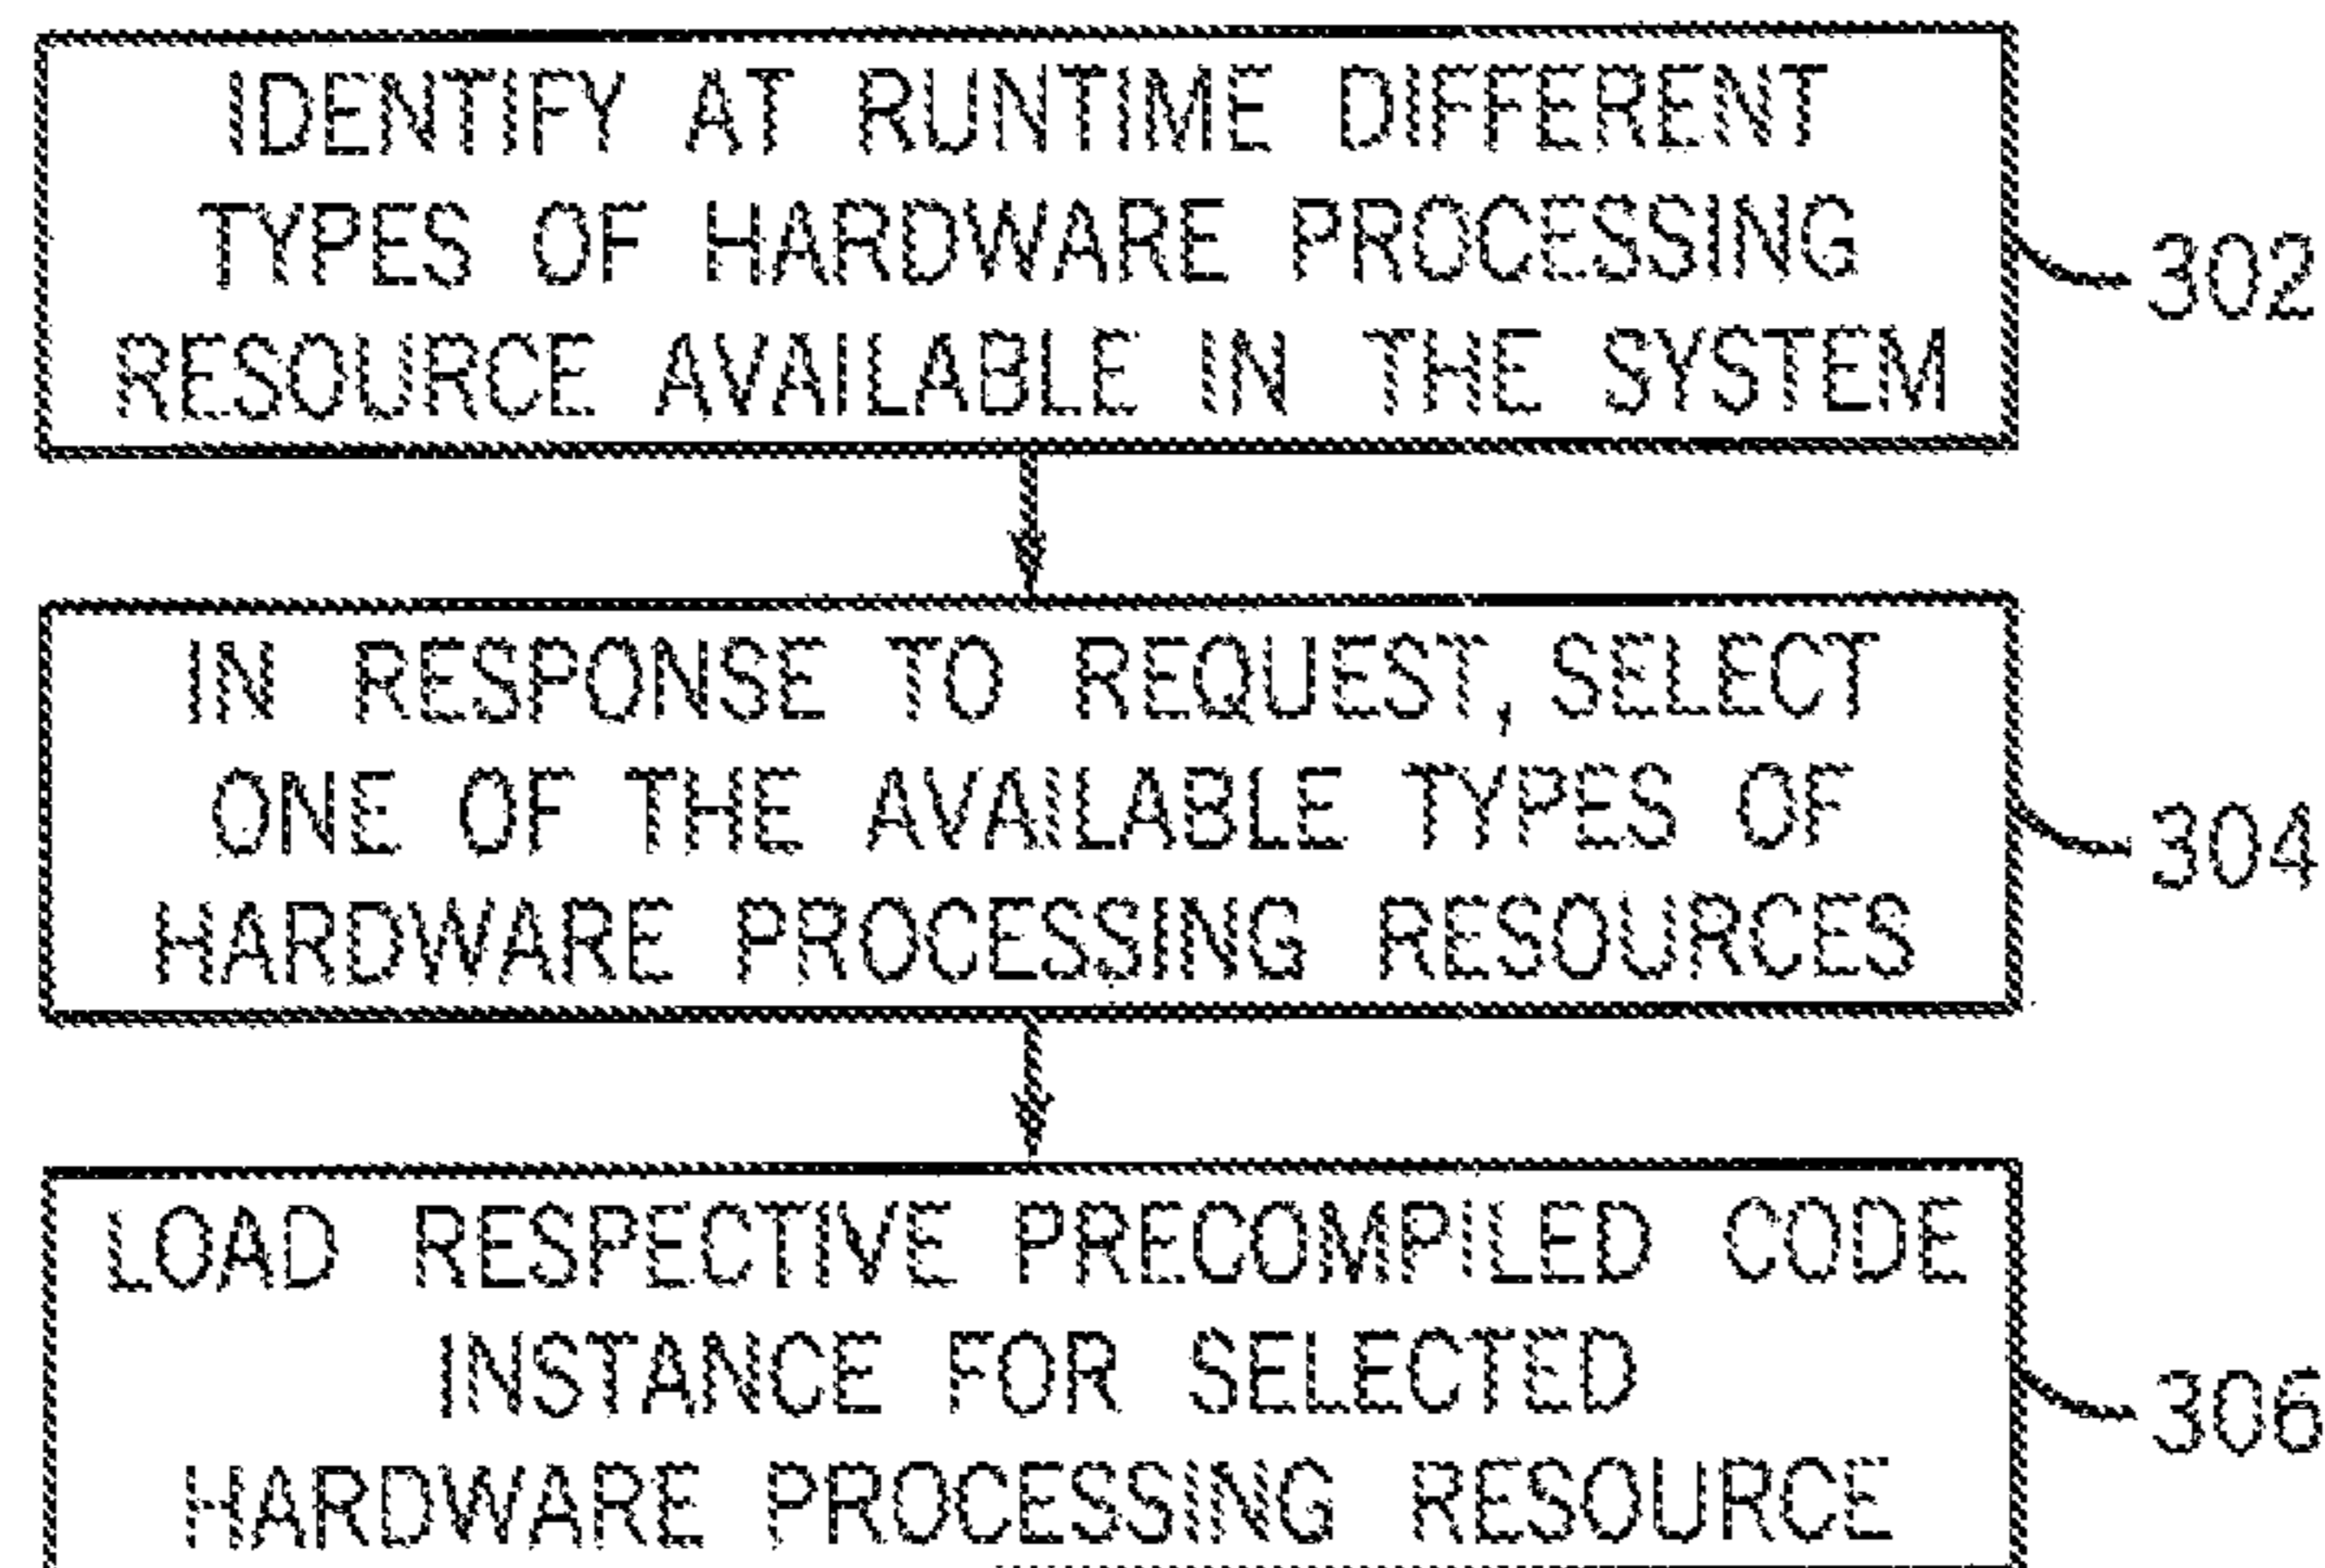 IDENTIFY AT RUNTIME DIFFERENT
TYPES OF HARDWARE PROCESSING
RESOURCE AVAILABLE IN THE SYSTEM
302
IN RESPONSE TO REQUEST, SELECT
ONE OF THE AVAILABLE TYPES OF
HARDWARE PROCESSING RESOURCES
304
LOAD RESPECTIVE PRECOMPILED CODE
INSTANCE FOR SELECTED
HARDWARE PROCESSING RESOURCE
306